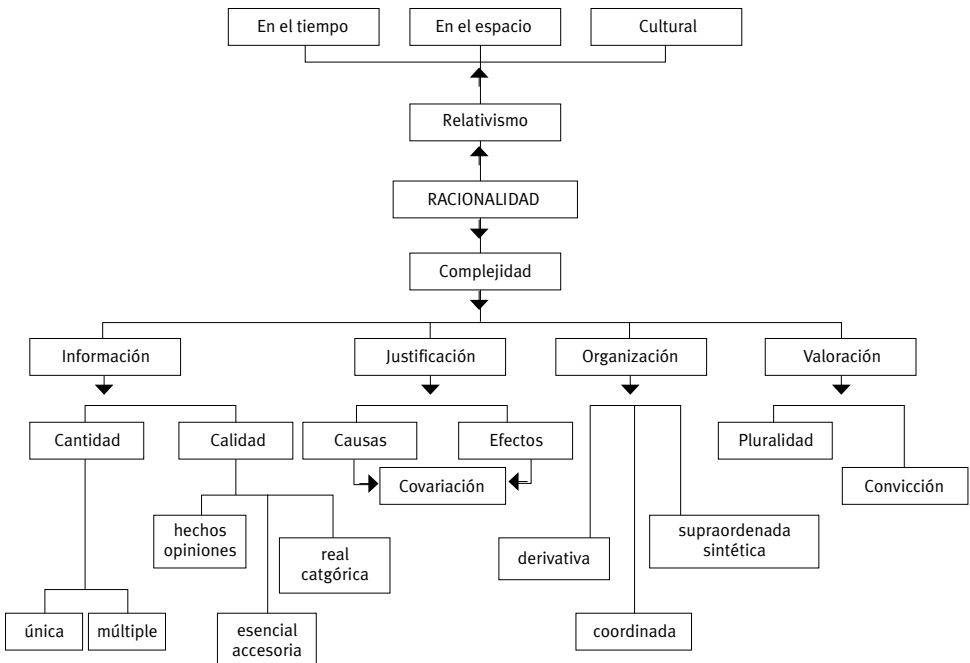 En el tiempo
En el espacio
Cultural
Relativismo
RACIONALIDAD
Complejidad
Información
Justificación
Organización
Valoración
Cantidad
Calidad
Causas
Efectos
Pluralidad
Covariación
Convicción
hechos
opiniones
real
catgórica
derivativa
supraordenada
sintética
única
múltiple
esencial
accesoria
coordinada